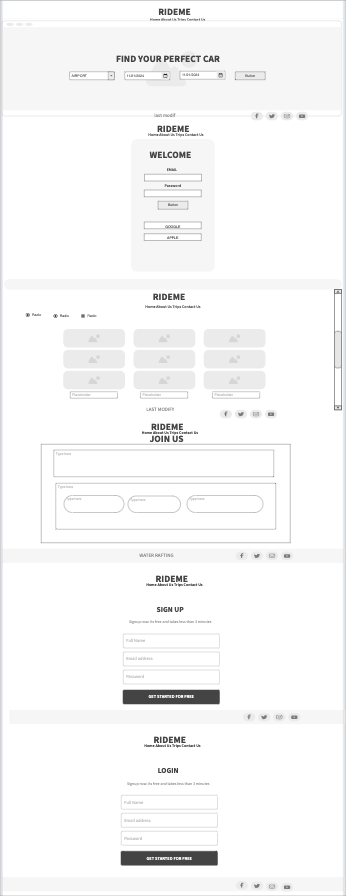 RIDEME
Home About Us Trips Contact Us
FIND YOUR PERFECT CAR
AIRPORT
11/01/2024
11/01/2024
Button
last modif
RIDEME
Home About Us Trips Contact Us
WELCOME
EMAIL
Password
Button
GOOGLE
APPLE
RIDEME
Home About Us Trips Contact Us
Radio
Radio
Radio
Placeholder
Placeholder
Placeholder
LAST MODIFY
RIDEME
Home About Us Trips Contact Us
JOIN US
Type here
Type here
Type here
Type here
Type here
WATER RAFTING
RIDEME
Home About Us Trips Contact Us
SIGN UP
Signup now its free and takes less than 3 minutes
Full Name
Email address
Password
GET STARTED FOR FREE
RIDEME
Home About Us Trips Contact Us
LOGIN
Signup now its free and takes less than 3 minutes
Full Name
Email address
Password
GET STARTED FOR FREE